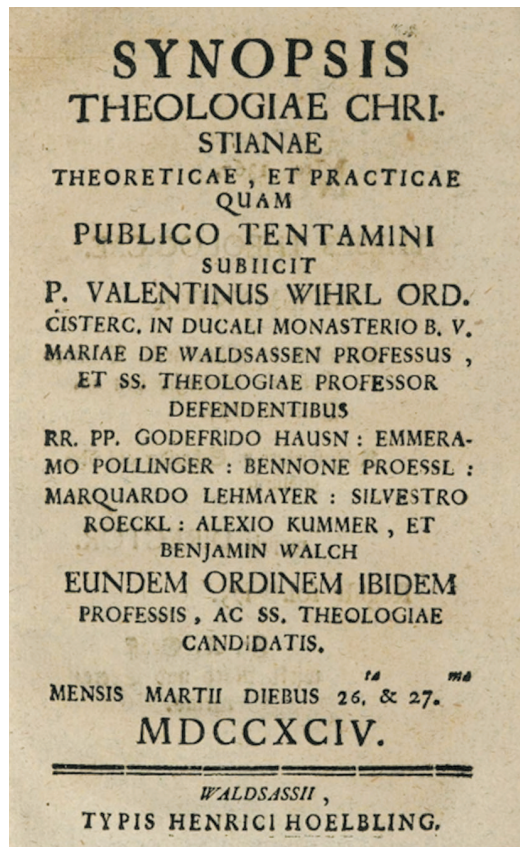 SYNOPSIS
THEOLOGIAE CHRI-
STIANAE
THEORETICAE, ET PRACTICAE
QUAM
PUBLICO TENTAMINI
SUBIICIT
P. VALENTINUS WIHRL ORD.
CISTERC. IN DUCALI MONASTERIO B. V.
MARIAE DE WALDSASSEN PROFESSUS,
ET SS. THEOLOGIAE PROFESSOR
DEFENDENTIBUS
RR. PP. GODEFRIDO HAUSN: EMMERA-
MO POLLINGER: BENNONE PROESSL:
MARQUARDO LEHMAYER: SILVESTRO
ROECKL: ALEXIO KUMMER, ET
BENJAMIN WALCH
EUNDEM ORDINEM IBIDEM
PROFESSIS, AC SS. THEOLOGIAE
CANDIDATIS.
MENSIS MARTII DIEBUS 26.ta & 27.ma
MDCCXCIV.
WALDSASSII,
TYPIS HENRICI HOELBLING.